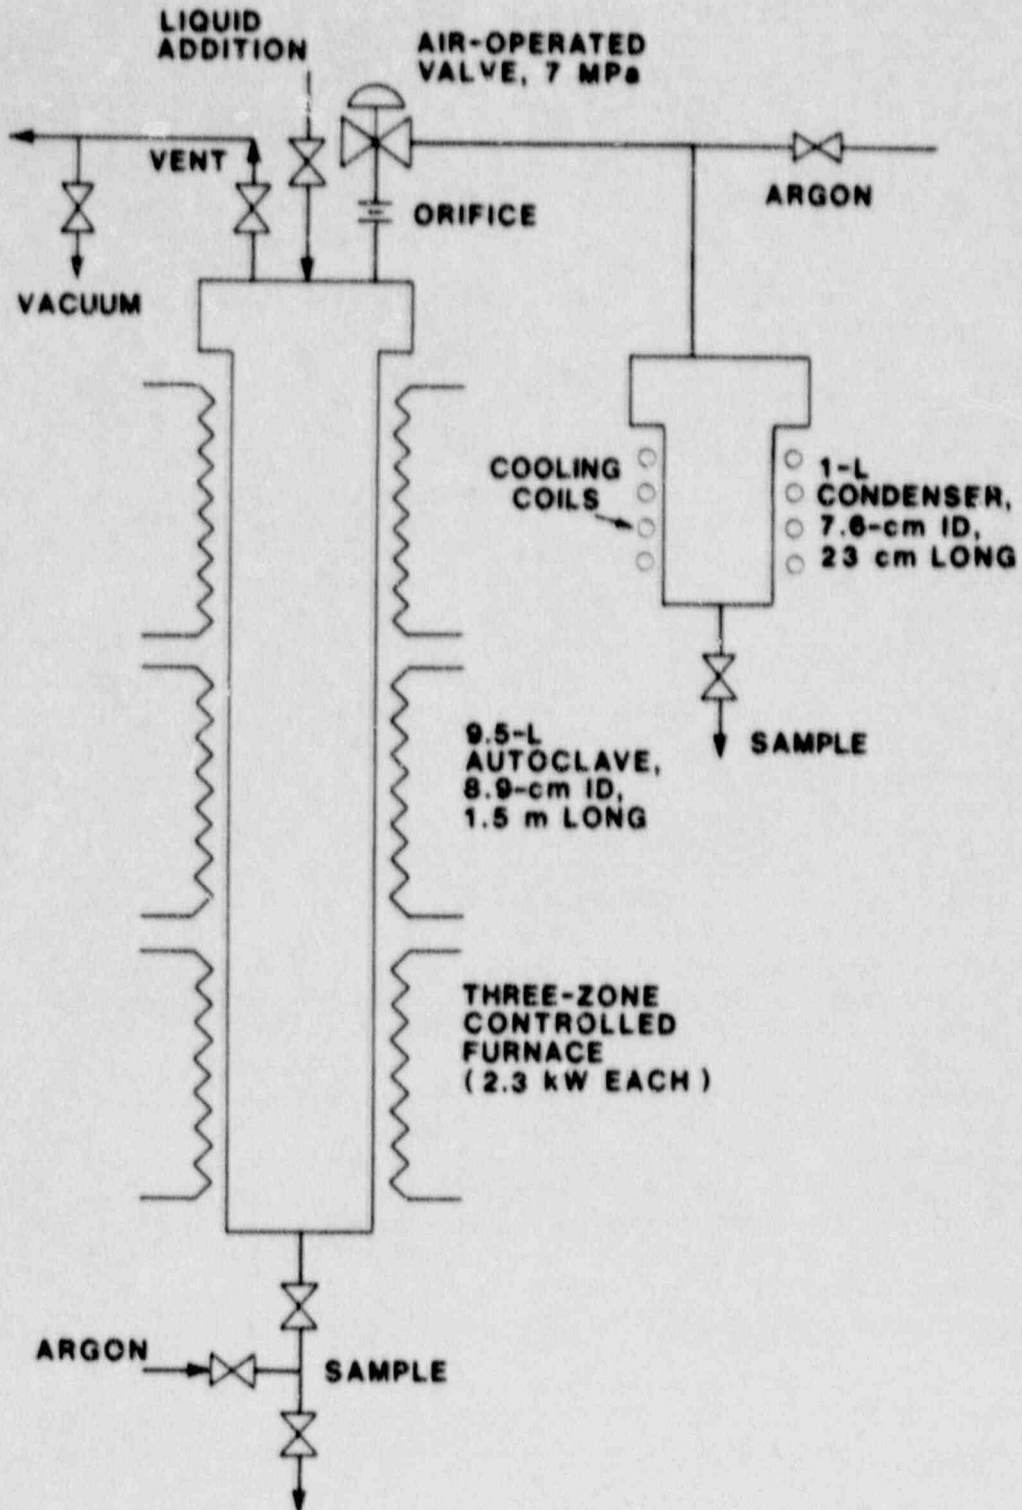 LIQUID
ADDITION
AIR-OPERATED
VALVE, 7 MPa
VENT
ORIFICE
ARGON
VACUUM
COOLING
COILS
1-L
CONDENSER,
7.6-cm ID,
23 cm LONG
SAMPLE
9.5-L
AUTOCLAVE,
8.9-cm ID,
1.5 m LONG
THREE-ZONE
CONTROLLED
FURNACE
(2.3 kW EACH)
ARGON
SAMPLE